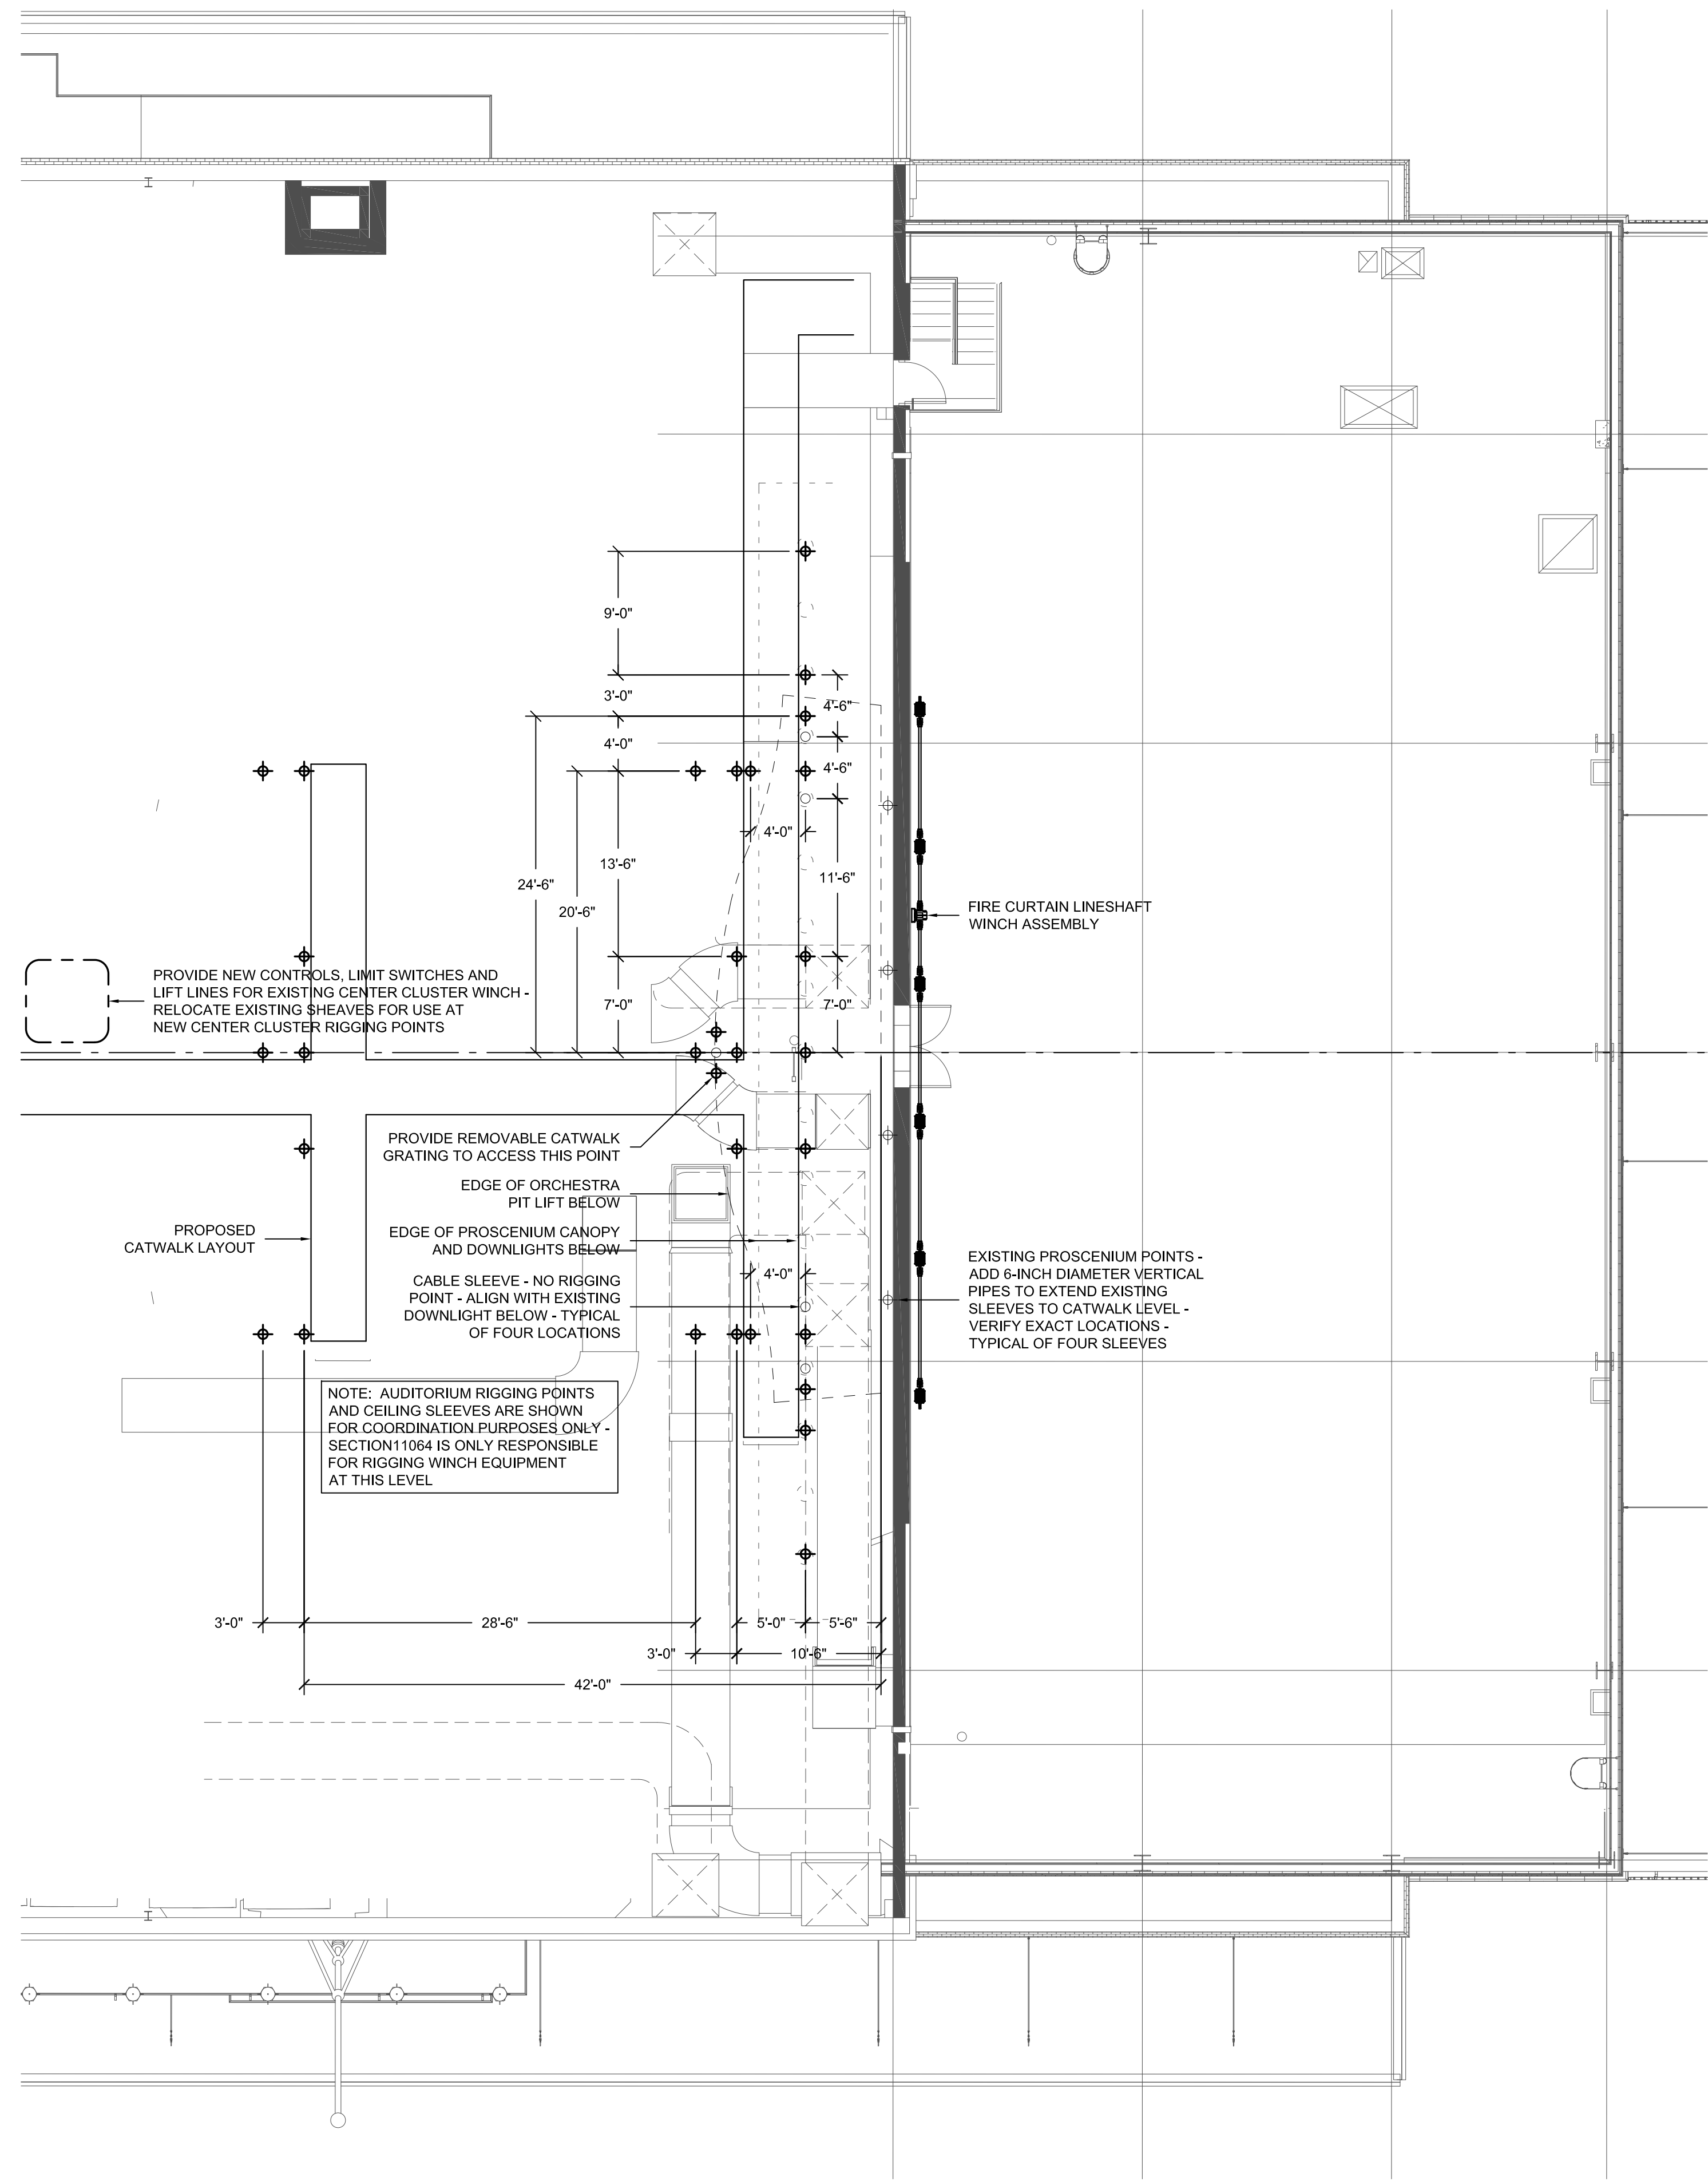 9'-0"
3'-0"
4'-6"
4'-0"
4'-6"
4'-0"
13'-6"
11'-6"
24'-6"
20'-6"
FIRE CURTAIN LINESHAFT
WINCH ASSEMBLY
PROVIDE NEW CONTROLS, LIMIT SWITCHES AND
LIFT LINES FOR EXISTING CENTER CLUSTER WINCH -
RELOCATE EXISTING SHEAVES FOR USE AT
NEW CENTER CLUSTER RIGGING POINTS
7'-0"
7'-0"
PROVIDE REMOVABLE CATWALK
GRATING TO ACCESS THIS POINT
EDGE OF ORCHESTRA
PIT LIFT BELOW
PROPOSED
CATWALK LAYOUT
EDGE OF PROSCENIUM CANOPY
AND DOWNLIGHTS BELOW
4'-0"
CABLE SLEEVE - NO RIGGING
POINT - ALIGN WITH EXISTING
DOWNLIGHT BELOW - TYPICAL
OF FOUR LOCATIONS
EXISTING PROSCENIUM POINTS -
ADD 6-INCH DIAMETER VERTICAL
PIPES TO EXTEND EXISTING
SLEEVES TO CATWALK LEVEL -
VERIFY EXACT LOCATIONS -
TYPICAL OF FOUR SLEEVES
NOTE: AUDITORIUM RIGGING POINTS
AND CEILING SLEEVES ARE SHOWN
FOR COORDINATION PURPOSES ONLY -
SECTION11064 IS ONLY RESPONSIBLE
FOR RIGGING WINCH EQUIPMENT
AT THIS LEVEL
3'-0"
28'-6"
5'-0"
5'-6"
3'-0"
10'-6"
42'-0"